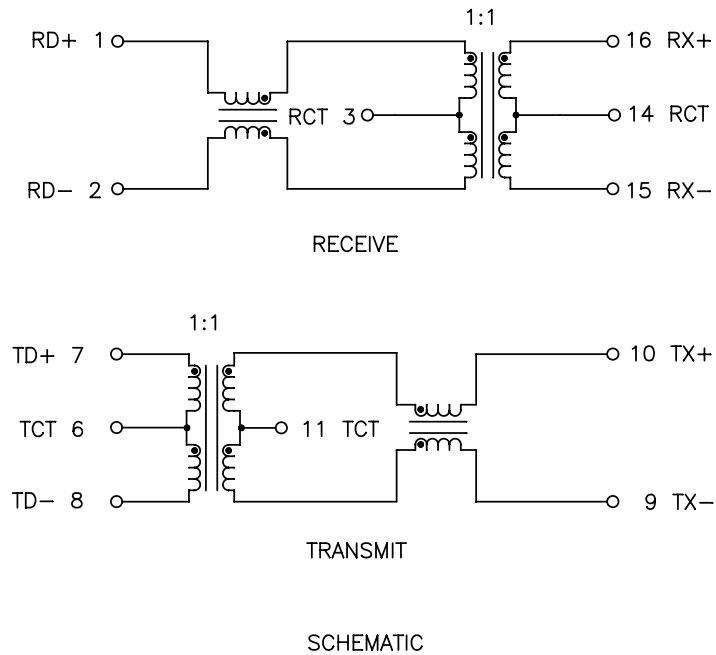 1:1
RD+ 1
16 RX+
RCT 3
14 RCT
RD- 2
15 RX-
RECEIVE
1:1
TD+ 7
10 TX+
TCT 6
11 TCT
TD- 8
9 TX-
TRANSMIT
SCHEMATIC